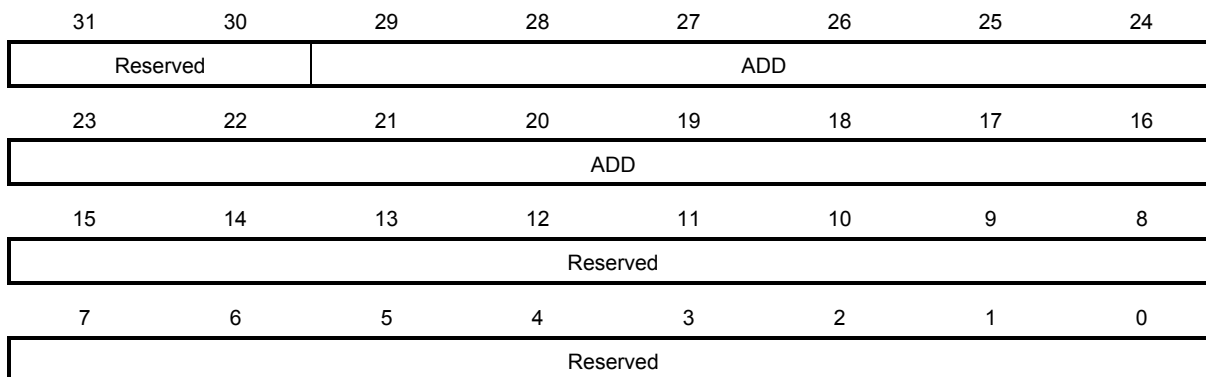 31 30 29 28 27 26 25 24
Reserved ADD
23 22 21 20 19 18 17 16
ADD
15 14 13 12 11 10 9 8
Reserved
7 6 5 4 3 2 1 0
Reserved